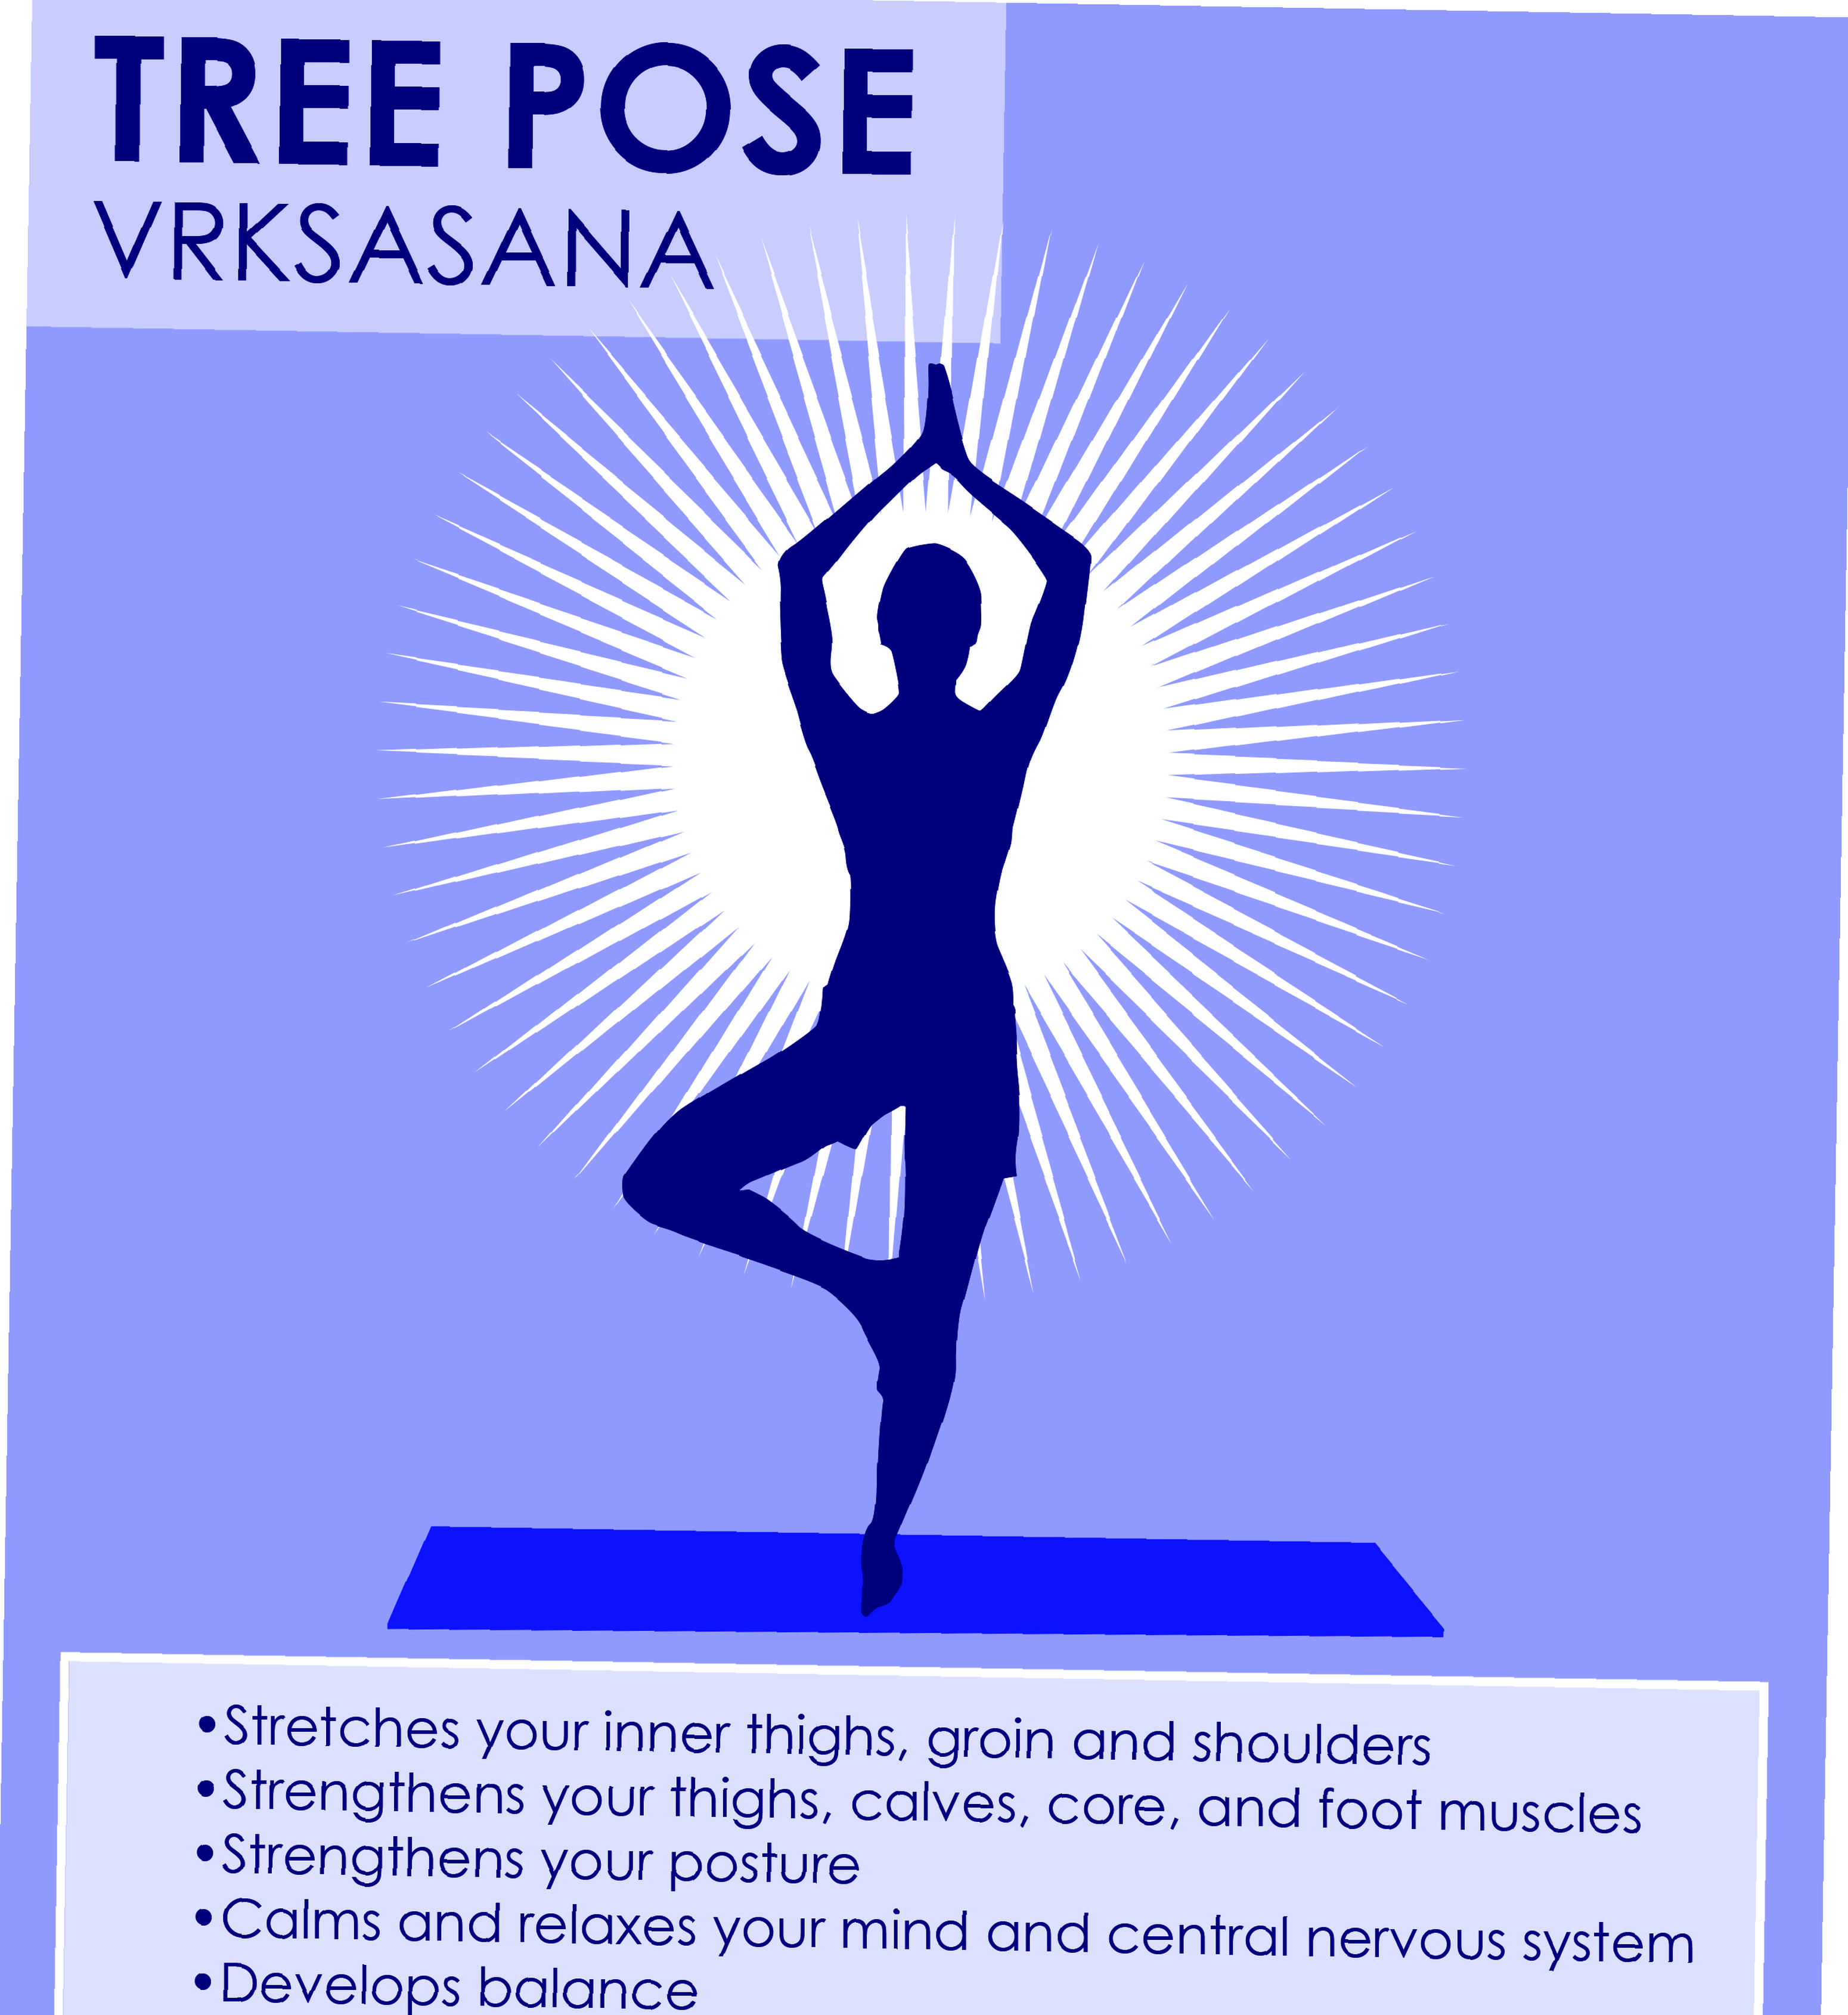 TREE POSE
VRKSASANA
•Stretches your inner thighs, groin and shoulders
•Strengthens your thighs, calves, core, and foot muscles
•Strengthens your posture
•Calms and relaxes your mind and central nervous system
•Develops balance